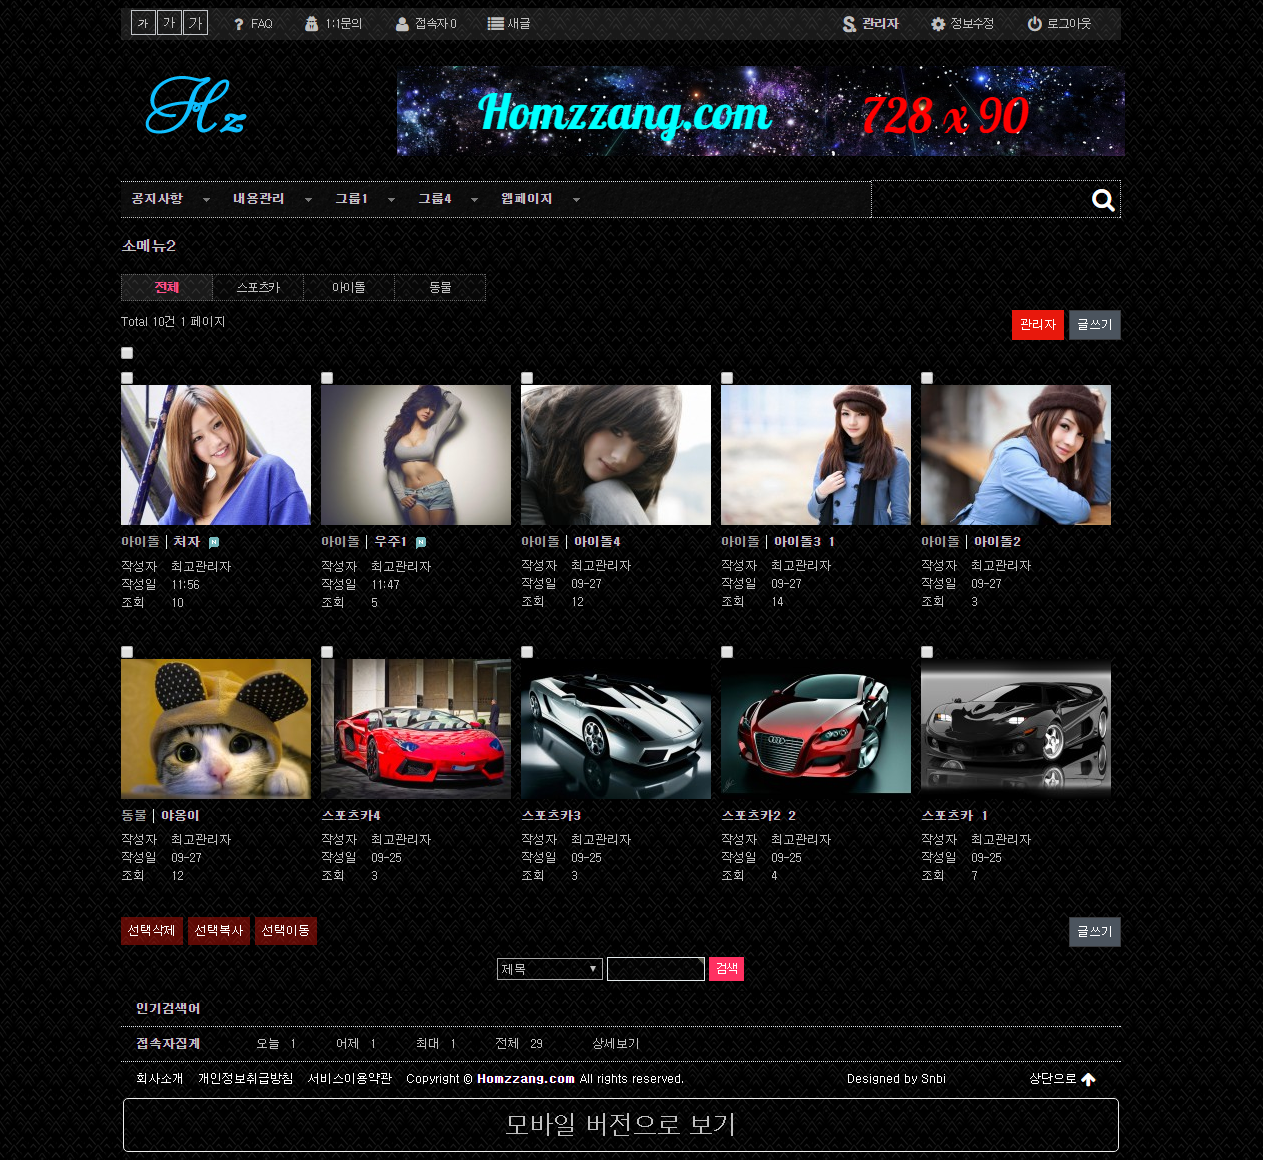 가 가 가 ? FAQ 1:1문의 접속자 0 새글 관리자 정보수정 로그아웃
Hz
Homzzang.com 728 x 90
공지사항 내용관리 그룹1 그룹4 웹페이지
소메뉴2
전체 스포츠카 아이돌 동물
Total 10건 1 페이지
관리자 글쓰기
아이돌 | 처자 N
작성자 최고관리자
작성일 11:56
조회 10
아이돌 | 우주1 N
작성자 최고관리자
작성일 11:47
조회 5
아이돌 | 아이돌4
작성자 최고관리자
작성일 09-27
조회 12
아이돌 | 아이돌3 1
작성자 최고관리자
작성일 09-27
조회 14
아이돌 | 아이돌2
작성자 최고관리자
작성일 09-27
조회 3
동물 | 야옹이
작성자 최고관리자
작성일 09-27
조회 12
스포츠카4
작성자 최고관리자
작성일 09-25
조회 3
스포츠카3
작성자 최고관리자
작성일 09-25
조회 3
스포츠카2 2
작성자 최고관리자
작성일 09-25
조회 4
스포츠카 1
작성자 최고관리자
작성일 09-25
조회 7
선택삭제 선택복사 선택이동 글쓰기
제목 검색
인기검색어
접속자집계 오늘 1 어제 1 최대 1 전체 29 상세보기
회사소개 개인정보취급방침 서비스이용약관 Copyright © Homzzang.com All rights reserved. Designed by Snbi 상단으로
모바일 버전으로 보기